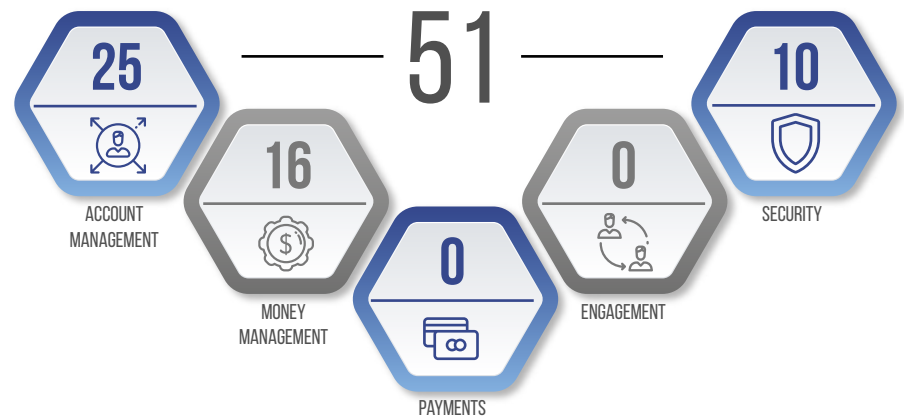 51
25
ACCOUNT
MANAGEMENT
16
$
MONEY
MANAGEMENT
0
PAYMENTS
0
ENGAGEMENT
10
SECURITY